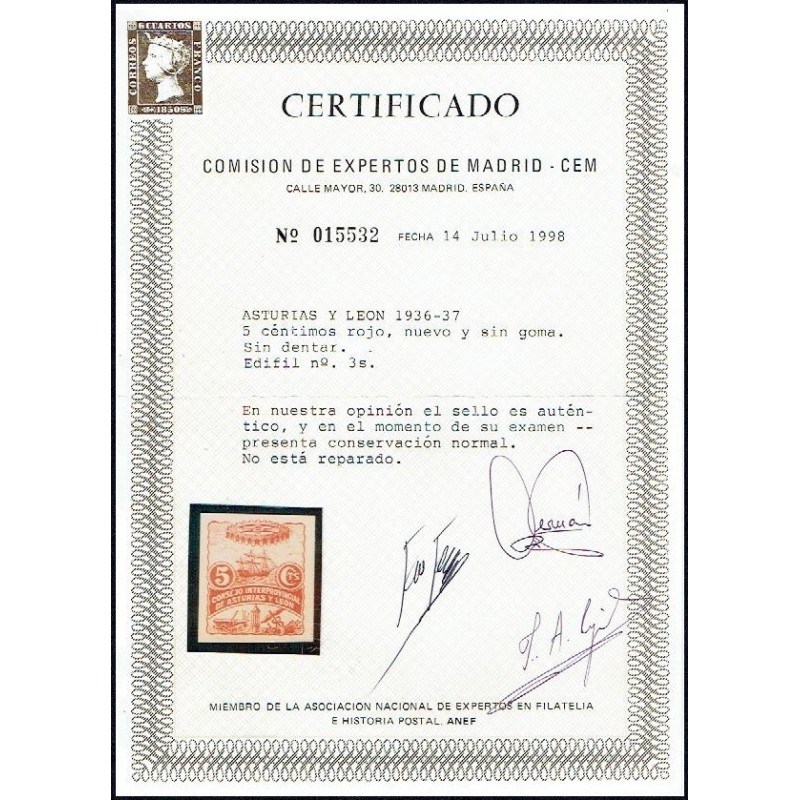 6 CUARTOS
CORREOS
FRANCO
1850
CERTIFICADO
COMISION DE EXPERTOS DE MADRID - CEM
CALLE MAYOR, 30. 28013 MADRID. ESPAÑA
Nº 015532 FECHA 14 Julio 1998
ASTURIAS Y LEON 1936-37
5 céntimos rojo, nuevo y sin goma.
Sin dentar.
Edifil nº. 3s.
En nuestra opinión el sello es autén-
tico, y en el momento de su examen --
presenta conservación normal.
No está reparado.
5 CTS
CONSEJO INTERPROVINCIAL
DE ASTURIAS Y LEON
MIEMBRO DE LA ASOCIACION NACIONAL DE EXPERTOS EN FILATELIA
E HISTORIA POSTAL. ANEF